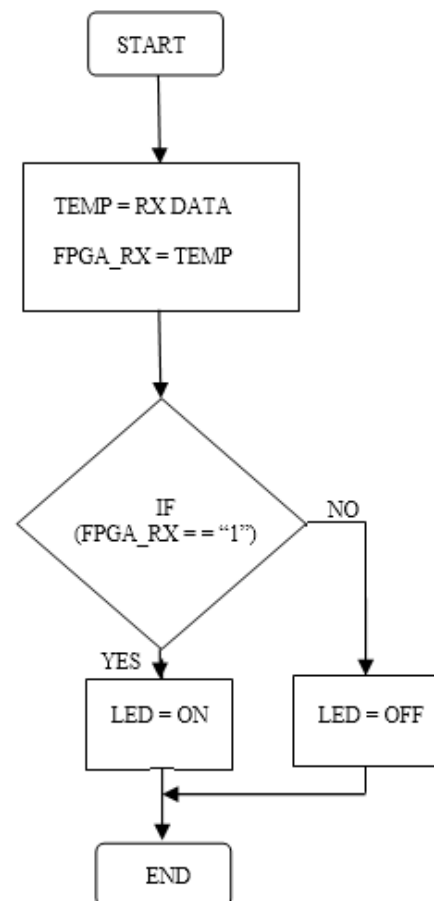 START
TEMP = RX DATA
FPGA_RX = TEMP
IF
(FPGA_RX = = “1”)
NO
YES
LED = ON
LED = OFF
END